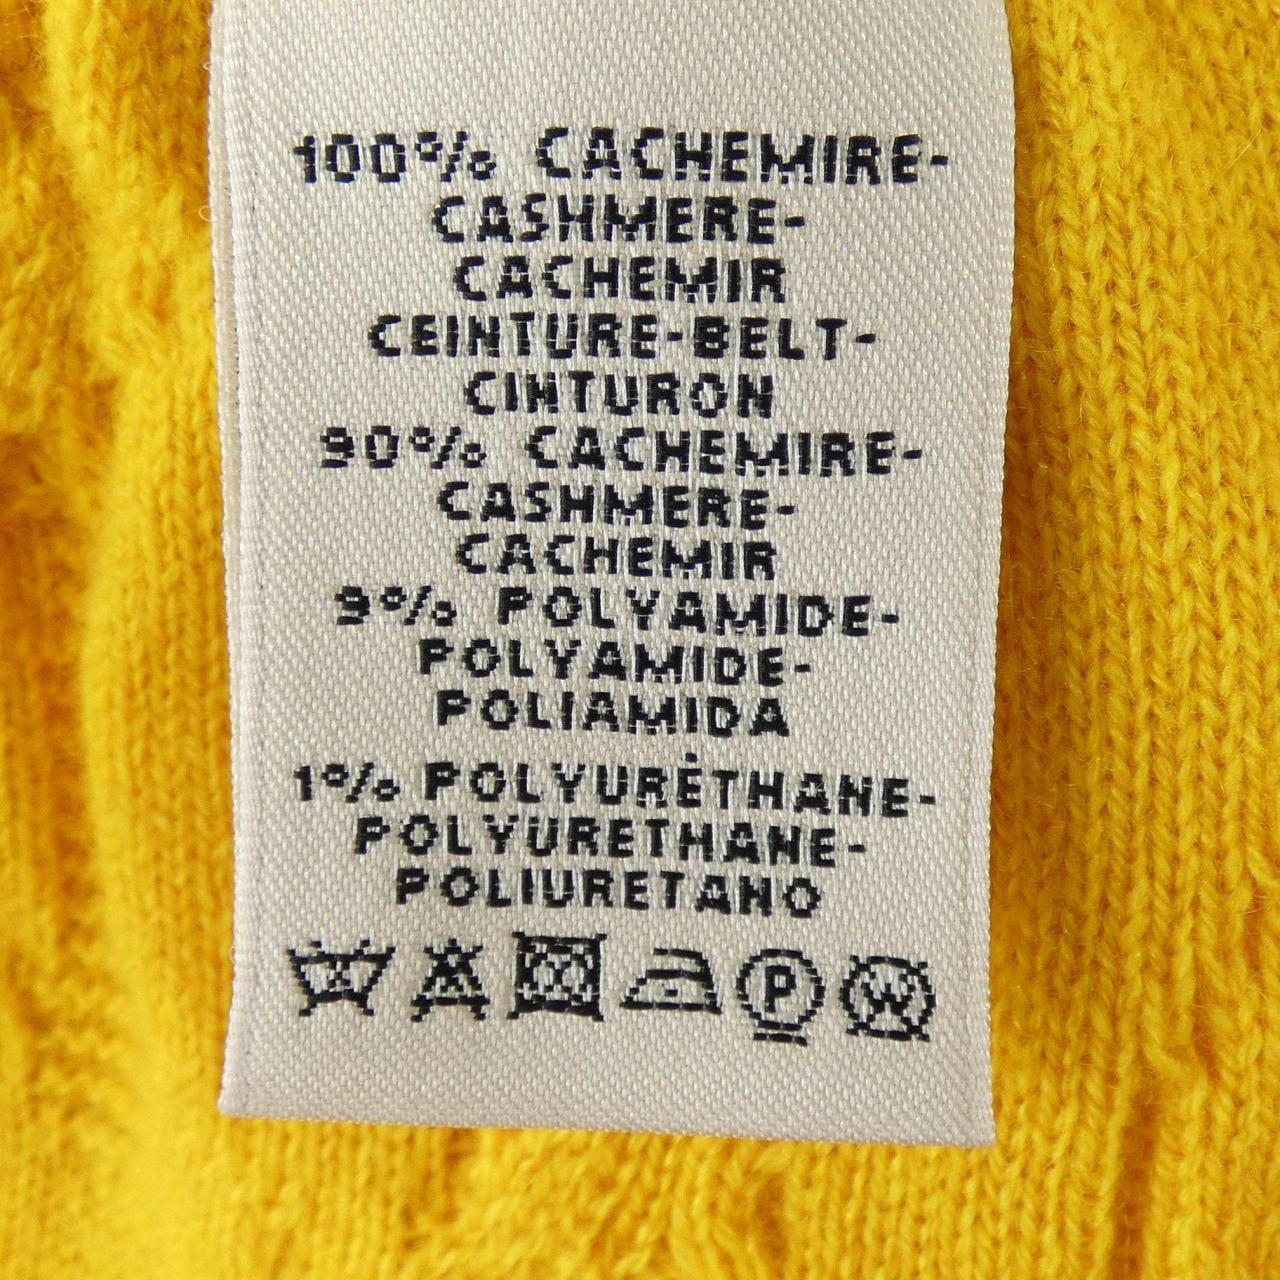 100% CACHEMIRE-
CASHMERE-
CACHEMIR
CEINTURE-BELT-
CINTURON
90% CACHEMIRE-
CASHMERE-
CACHEMIR
9% POLYAMIDE-
POLYAMIDE-
POLIAMIDA
1% POLYURÉTHANE-
POLYURETHANE-
POLIURETANO
P W